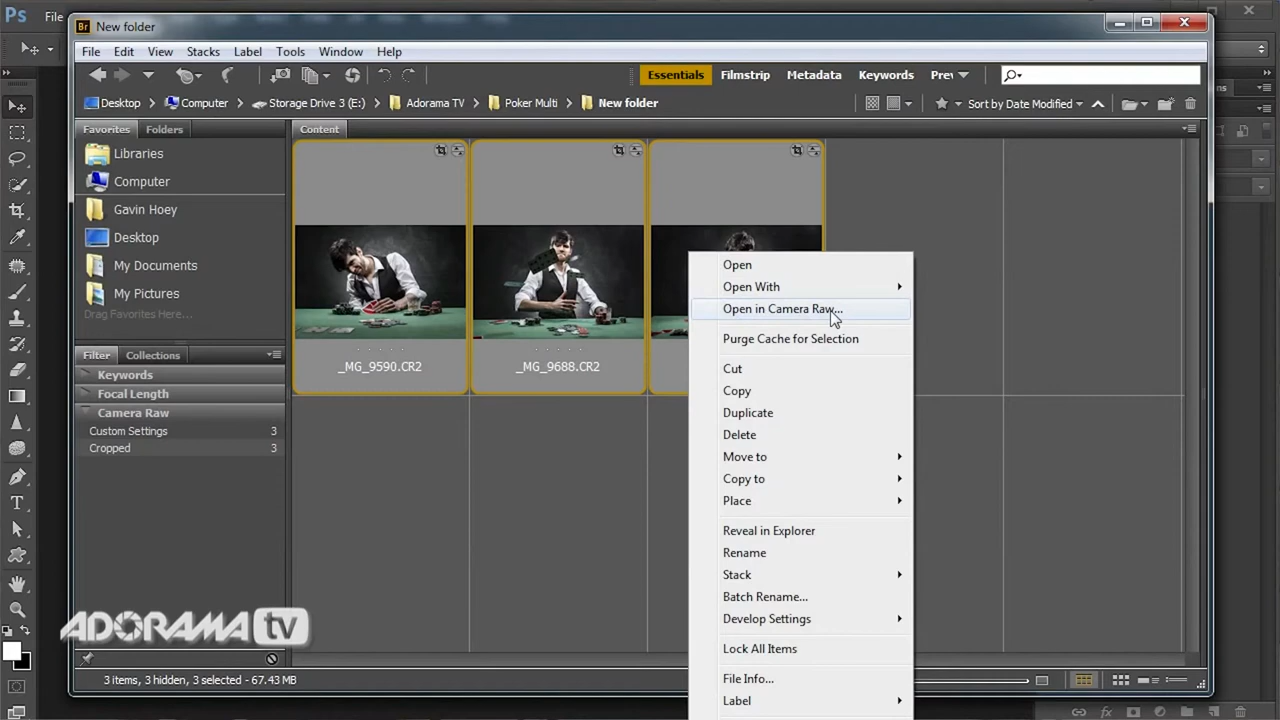 Ps File
Br New folder
File Edit View Stacks Label Tools Window Help
Essentials Filmstrip Metadata Keywords
Desktop Computer Storage Drive 3 (E:) Adorama TV Poker Multi New folder Sort by Date Modified
Favorites Folders Content
Libraries
Computer
Gavin Hoey
Desktop
My Documents
My Pictures
Drag Favorites Here...
Filter Collections
Keywords
Focal Length
Camera Raw
Custom Settings 3
Cropped 3
_MG_9590.CR2 _MG_9688.CR2
Open
Open With
Open in Camera Raw...
Purge Cache for Selection
Cut
Copy
Duplicate
Delete
Move to
Copy to
Place
Reveal in Explorer
Rename
Stack
Batch Rename...
Develop Settings
Lock All Items
File Info...
Label
ADORAMA tv
3 items, 3 hidden, 3 selected - 67.43 MB